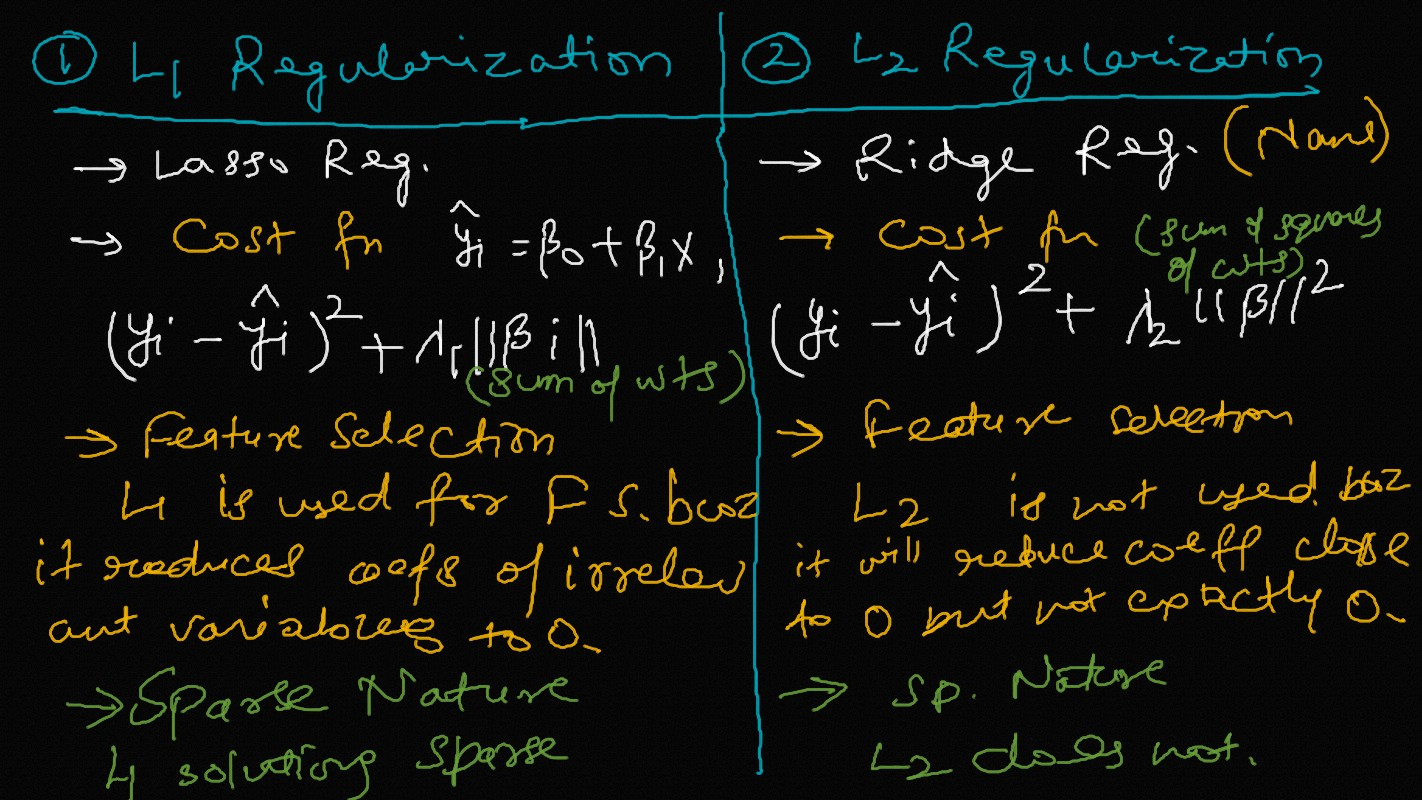 ① L1 Regularization
→ Lasso Reg.
→ Cost fn ŷi = β0 + β1x,
(yi - ŷi)² + λ1||βi||
(sum of wts)
→ Feature Selection
L1 is used for F S. bcoz
it reduces coefs of irrelev
ant variables to 0.
→ Sparse Nature
L1 solutions sparse
② L2 Regularization
→ Ridge Reg. (Name)
→ Cost fn (sum of squares
of wts)
(yi - ŷi)² + λ2||β||²
→ Feature selection
L2 is not used bcoz
it will reduce coeff close
to 0 but not exactly 0.
→ Sp. Nature
L2 does not.